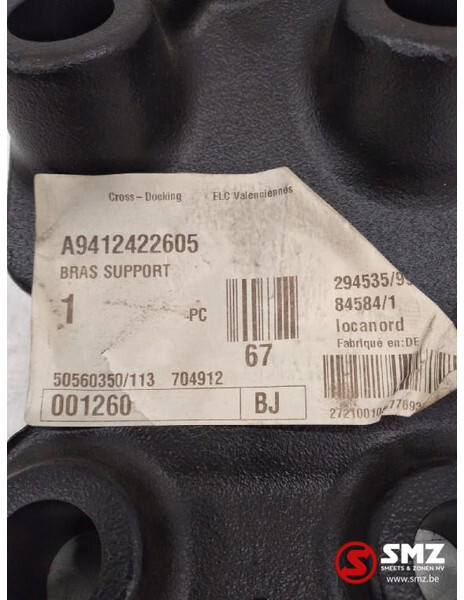 Cross-Docking ELC Valenciennes
A9412422605
BRAS SUPPORT
1 PC
67
50560350/113 704912
001260 BJ
84584/1
locanord
Fabriqué en:DE
SMZ
SMEETS & ZONEN NV
www.smz.be